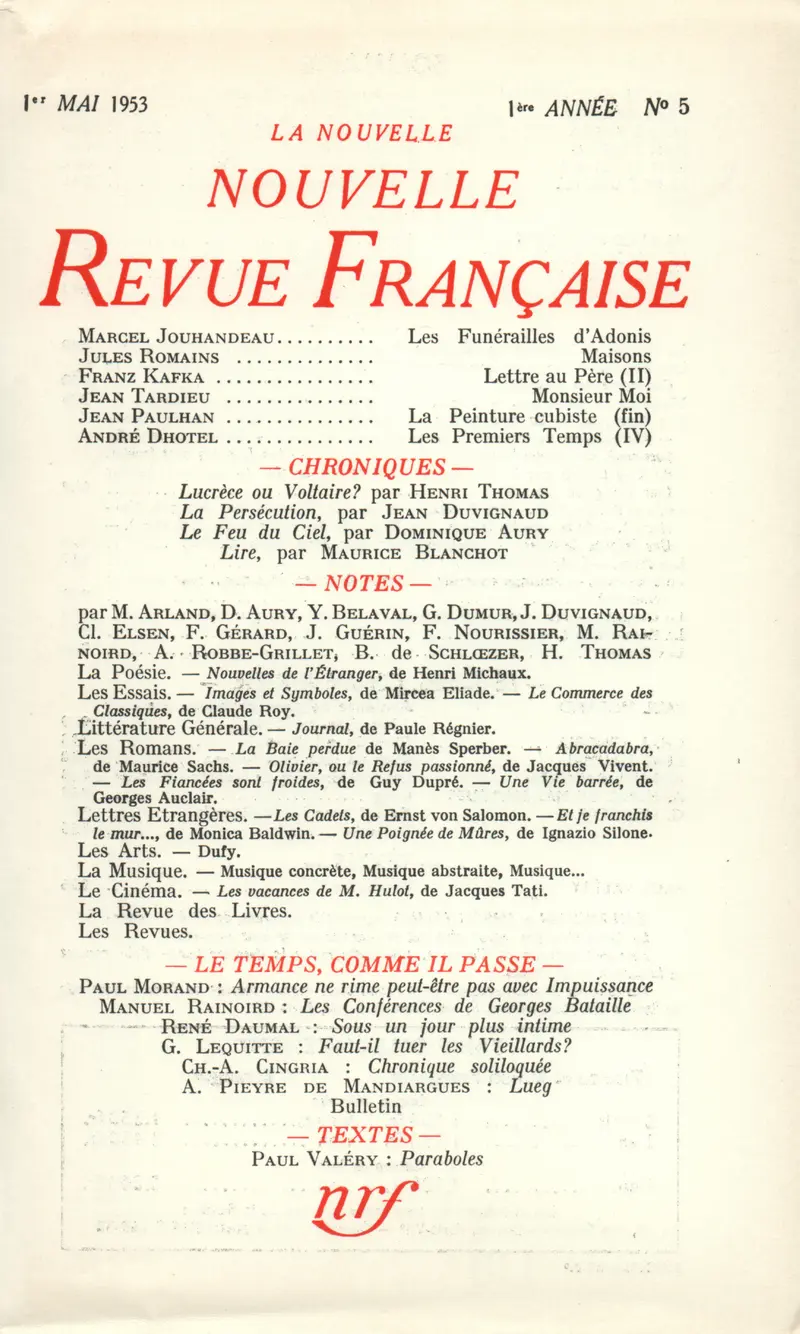 1er MAI 1953
1ère ANNÉE No 5
LA NOUVELLE
NOUVELLE
REVUE FRANÇAISE
MARCEL JOUHANDEAU.......... Les Funérailles d'Adonis
JULES ROMAINS .............. Maisons
FRANZ KAFKA ................ Lettre au Père (II)
JEAN TARDIEU ............... Monsieur Moi
JEAN PAULHAN ............... La Peinture cubiste (fin)
ANDRÉ DHOTEL ............... Les Premiers Temps (IV)
— CHRONIQUES —
Lucrèce ou Voltaire? par HENRI THOMAS
La Persécution, par JEAN DUVIGNAUD
Le Feu du Ciel, par DOMINIQUE AURY
Lire, par MAURICE BLANCHOT
— NOTES —
par M. ARLAND, D. AURY, Y. BELAVAL, G. DUMUR, J. DUVIGNAUD,
Cl. ELSEN, F. GÉRARD, J. GUÉRIN, F. NOURISSIER, M. RAI-
NOIRD, A. ROBBE-GRILLET, B. de SCHLŒZER, H. THOMAS
La Poésie. — Nouvelles de l'Étranger, de Henri Michaux.
Les Essais. — Images et Symboles, de Mircea Eliade. — Le Commerce des
Classiques, de Claude Roy.
Littérature Générale. — Journal, de Paule Régnier.
Les Romans. — La Baie perdue de Manès Sperber. — Abracadabra,
de Maurice Sachs. — Olivier, ou le Refus passionné, de Jacques Vivent.
— Les Fiancées sont froides, de Guy Dupré. — Une Vie barrée, de
Georges Auclair.
Lettres Etrangères. — Les Cadets, de Ernst von Salomon. — Et je franchis
le mur..., de Monica Baldwin. — Une Poignée de Mûres, de Ignazio Silone.
Les Arts. — Dufy.
La Musique. — Musique concrète, Musique abstraite, Musique...
Le Cinéma. — Les vacances de M. Hulot, de Jacques Tati.
La Revue des Livres.
Les Revues.
— LE TEMPS, COMME IL PASSE —
PAUL MORAND : Armance ne rime peut-être pas avec Impuissance
MANUEL RAINOIRD : Les Conférences de Georges Bataille
RENÉ DAUMAL : Sous un jour plus intime
G. LEQUITTE : Faut-il tuer les Vieillards?
CH.-A. CINGRIA : Chronique soliloquée
A. PIEYRE DE MANDIARGUES : Lueg
Bulletin
— TEXTES —
PAUL VALÉRY : Paraboles
nrf